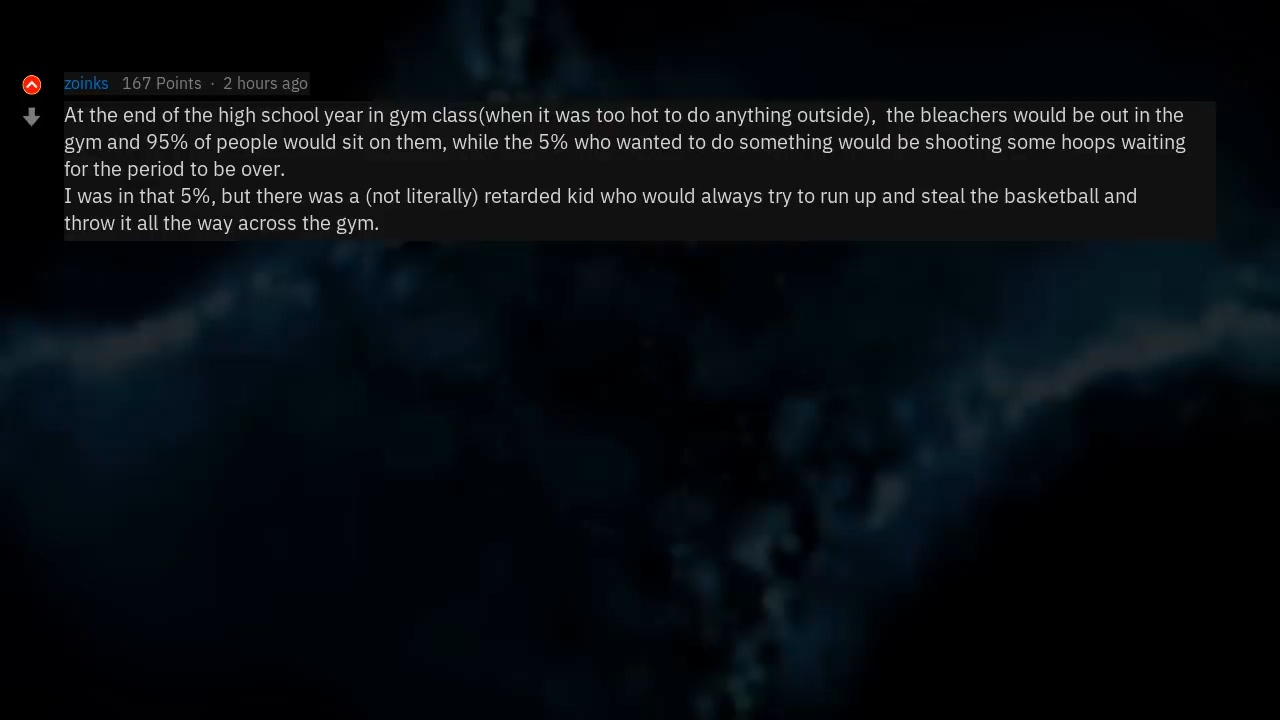 zoinks 167 Points · 2 hours ago
At the end of the high school year in gym class(when it was too hot to do anything outside),  the bleachers would be out in the
gym and 95% of people would sit on them, while the 5% who wanted to do something would be shooting some hoops waiting
for the period to be over.
I was in that 5%, but there was a (not literally) retarded kid who would always try to run up and steal the basketball and
throw it all the way across the gym.